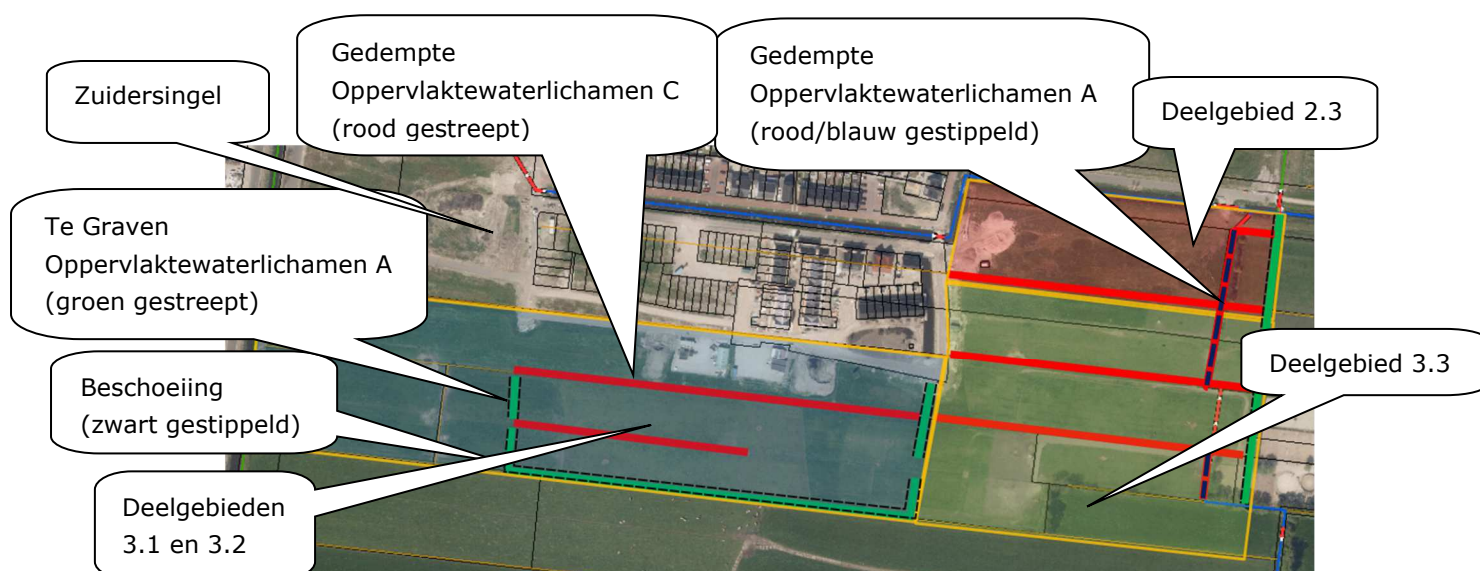 Zuidersingel
Gedempte
Oppervlaktewaterlichamen C
(rood gestreept)
Gedempte
Oppervlaktewaterlichamen A
(rood/blauw gestippeld)
Deelgebied 2.3
Te Graven
Oppervlaktewaterlichamen A
(groen gestreept)
Beschoeiing
(zwart gestippeld)
Deelgebieden
3.1 en 3.2
Deelgebied 3.3